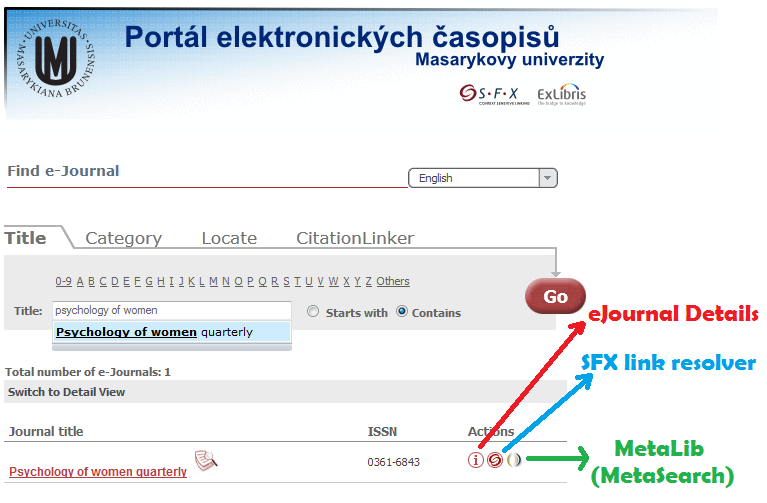 UNIVERSITAS MASARYKIANA BRUNENSIS
Portál elektronických časopisů
Masarykovy univerzity
S·F·X
CONTEXT SENSITIVE LINKING
ExLibris
The bridge to knowledge
Find e-Journal
English
Title
Category
Locate
CitationLinker
0-9 A B C D E F G H I J K L M N O P Q R S T U V W X Y Z Others
Title:
psychology of women
Starts with
Contains
Go
Psychology of women quarterly
eJournal Details
SFX link resolver
Total number of e-Journals: 1
Switch to Detail View
Journal title
ISSN
Actions
Psychology of women quarterly
0361-6843
i
MetaLib
(MetaSearch)